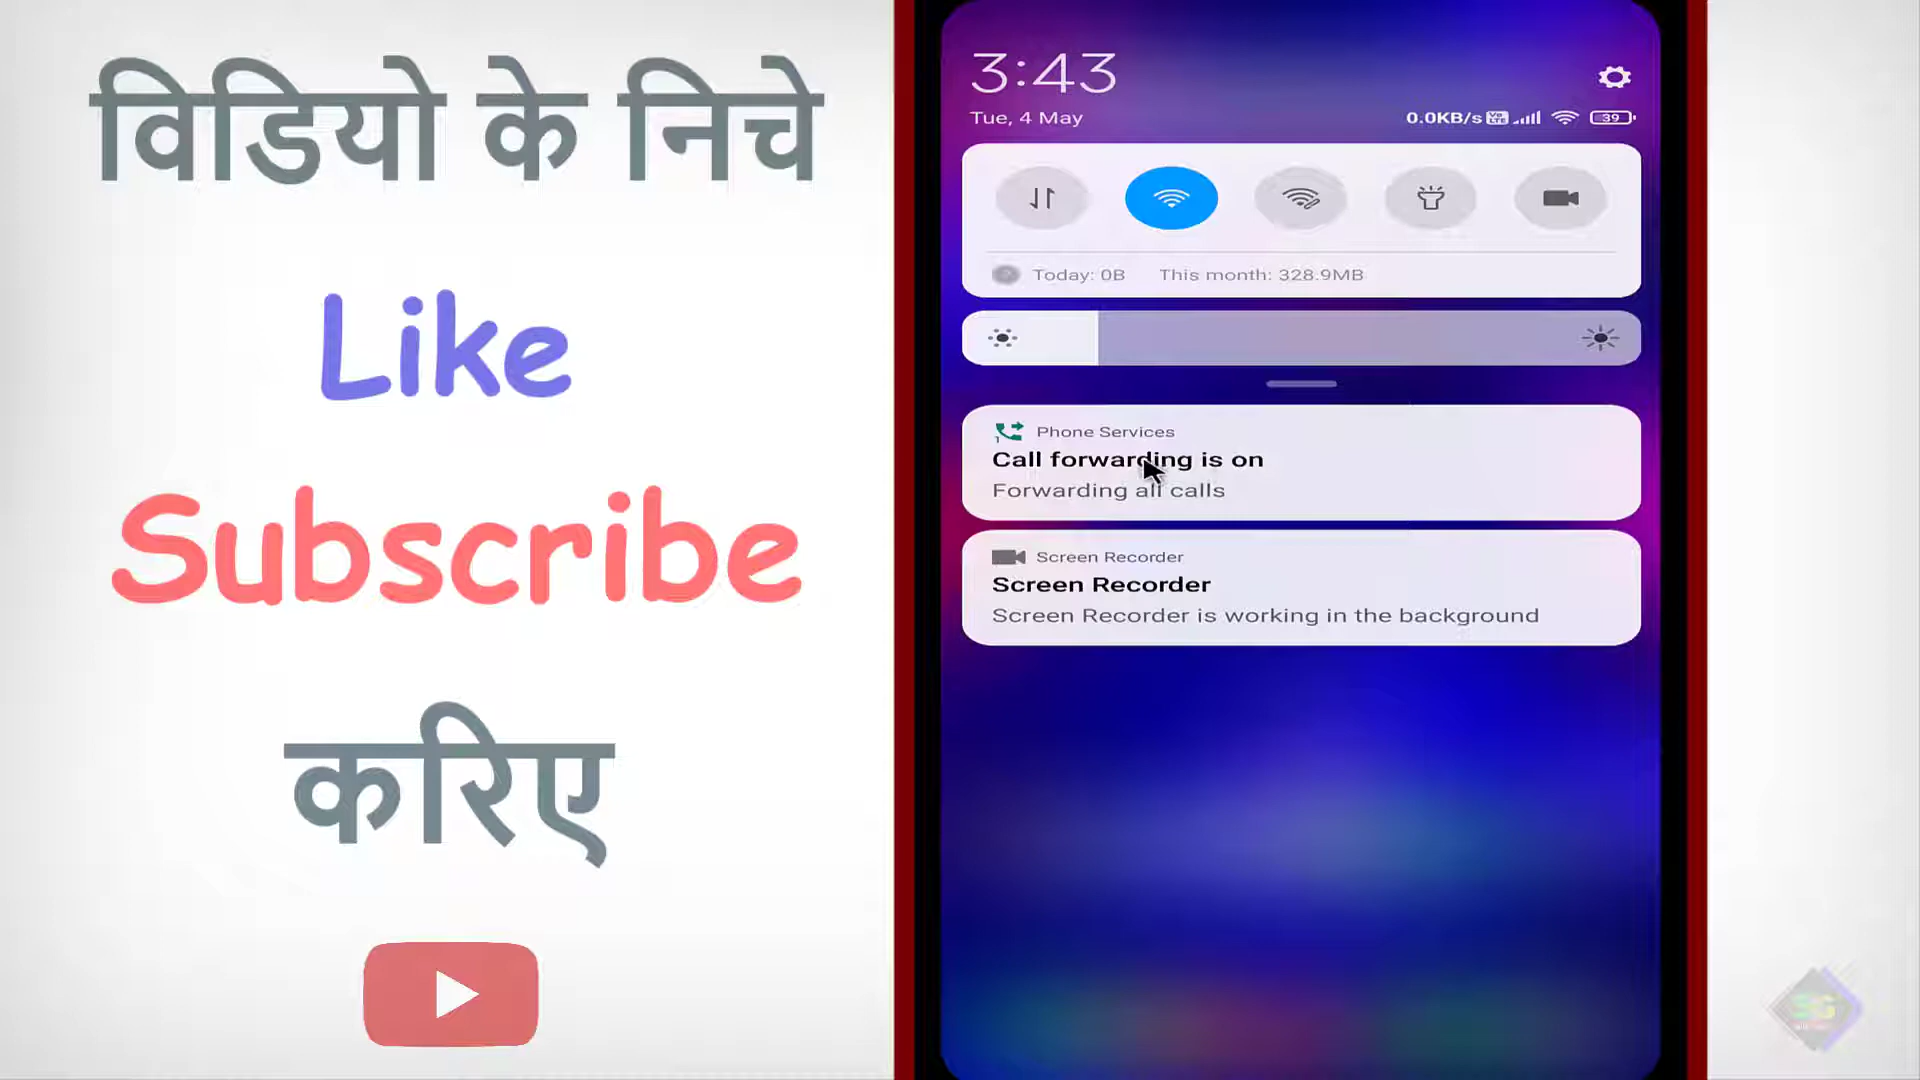 विडियो के निचे
Like
Subscribe
करिए
3:43
Tue, 4 May
0.0KB/s
39
Today: 0B This month: 328.9MB
Phone Services
Call forwarding is on
Forwarding all calls
Screen Recorder
Screen Recorder
Screen Recorder is working in the background